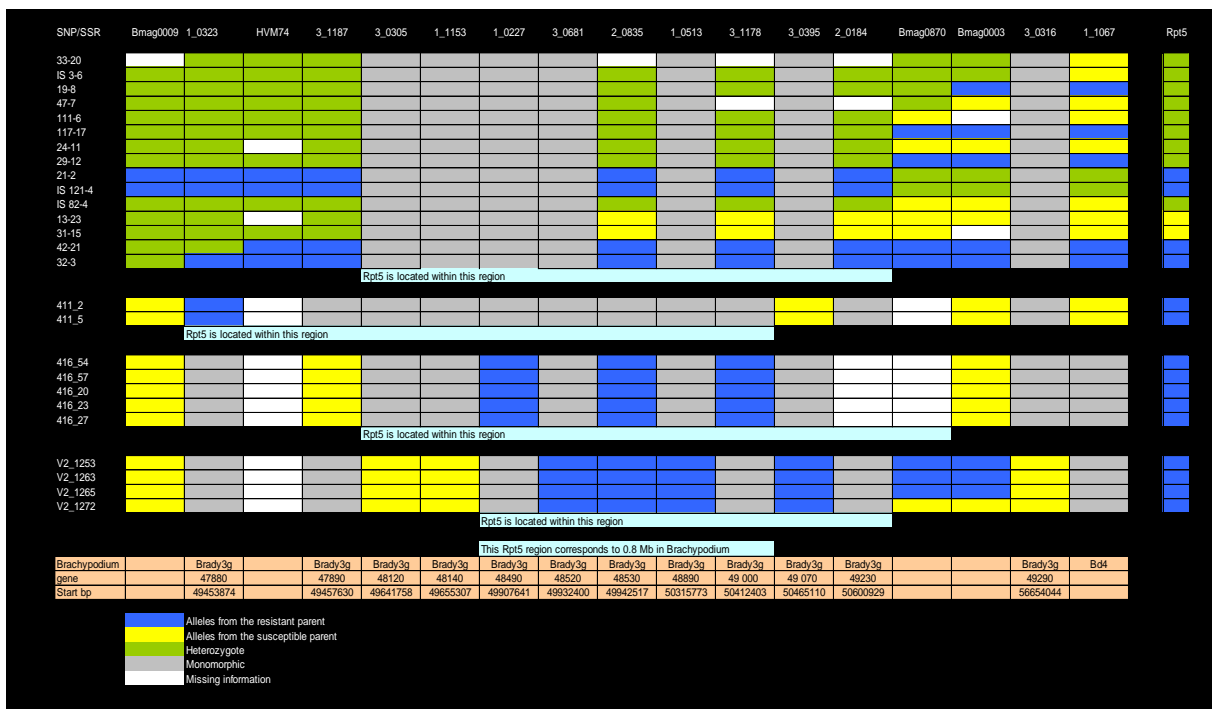 SNP/SSR Bmag0009 1_0323 HVM74 3_1187 3_0305 1_1153 1_0227 3_0681 2_0835 1_0513 3_1178 3_0395 2_0184 Bmag0870 Bmag0003 3_0316 1_1067 Rpt5
33-20
IS 3-6
19-8
47-7
111-6
117-17
24-11
29-12
21-2
IS 121-4
IS 82-4
13-23
31-15
42-21
32-3
Rpt5 is located within this region
411_2
411_5
Rpt5 is located within this region
416_54
416_57
416_20
416_23
416_27
Rpt5 is located within this region
V2_1253
V2_1263
V2_1265
V2_1272
Rpt5 is located within this region
This Rpt5 region corresponds to 0.8 Mb in Brachypodium
Brachypodium Brady3g Brady3g Brady3g Brady3g Brady3g Brady3g Brady3g Brady3g Brady3g Brady3g Brady3g Brady3g Bd4
gene 47880 47890 48120 48140 48490 48520 48530 48890 49 000 49 070 49230 49290
Start bp 49453874 49457630 49641758 49655307 49907641 49932400 49942517 50315773 50412403 50465110 50600929 56654044
Alleles from the resistant parent
Alleles from the susceptible parent
Heterozygote
Monomorphic
Missing information